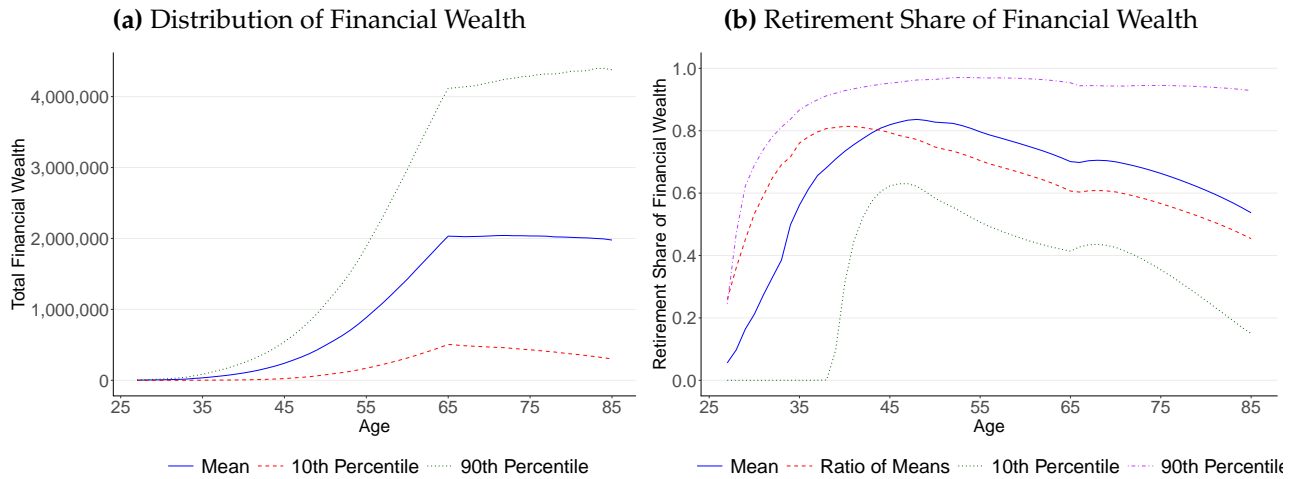 (a) Distribution of Financial Wealth
Total Financial Wealth
4,000,000
3,000,000
2,000,000
1,000,000
0
25 35 45 55 65 75 85
Age
Mean 10th Percentile 90th Percentile
(b) Retirement Share of Financial Wealth
Retirement Share of Financial Wealth
1.0
0.8
0.6
0.4
0.2
0.0
25 35 45 55 65 75 85
Age
Mean Ratio of Means 10th Percentile 90th Percentile